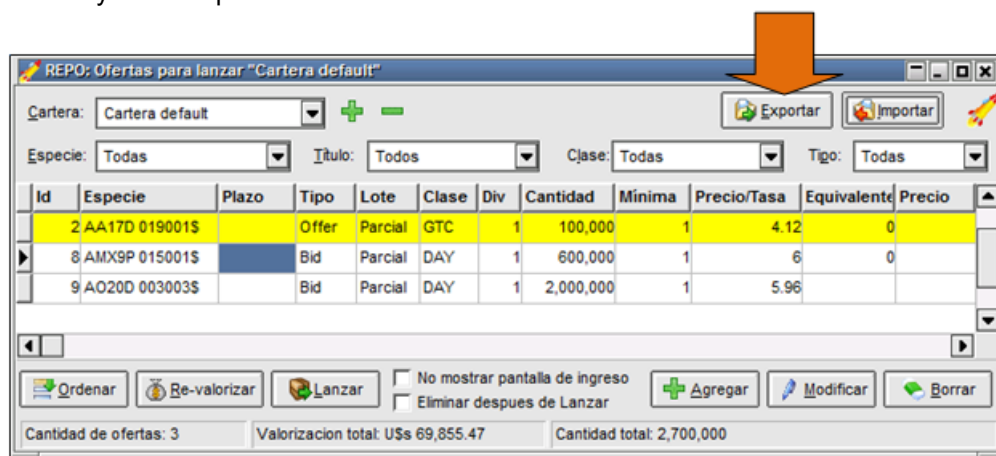 REPO: Ofertas para lanzar "Cartera default"
Cartera: Cartera default Exportar Importar
Especie: Todas Título: Todos Clase: Todas Tipo: Todas
Id Especie Plazo Tipo Lote Clase Div Cantidad Mínima Precio/Tasa Equivalente Precio
2 AA17D 019001$ Offer Parcial GTC 1 100,000 1 4.12 0
8 AMX9P 015001$ Bid Parcial DAY 1 600,000 1 6 0
9 AO20D 003003$ Bid Parcial DAY 1 2,000,000 1 5.96
Ordenar Re-valorizar Lanzar No mostrar pantalla de ingreso Agregar Modificar Borrar
Eliminar despues de Lanzar
Cantidad de ofertas: 3 Valorizacion total: U$s 69,855.47 Cantidad total: 2,700,000